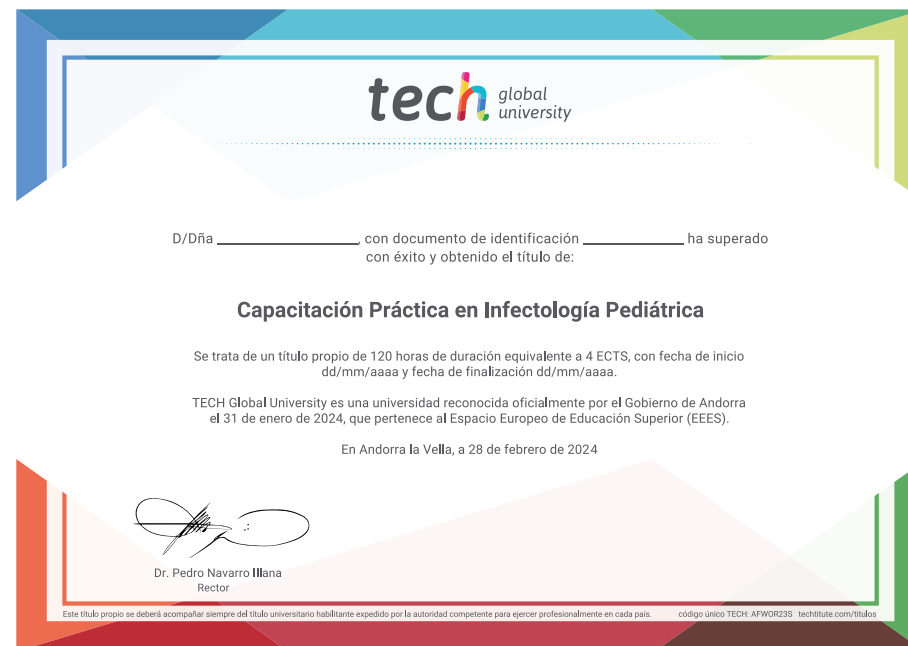 tech global university
D/Dña ______________, con documento de identificación __________ ha superado
con éxito y obtenido el título de:
Capacitación Práctica en Infectología Pediátrica
Se trata de un título propio de 120 horas de duración equivalente a 4 ECTS, con fecha de inicio
dd/mm/aaaa y fecha de finalización dd/mm/aaaa.
TECH Global University es una universidad reconocida oficialmente por el Gobierno de Andorra
el 31 de enero de 2024, que pertenece al Espacio Europeo de Educación Superior (EEES).
En Andorra la Vella, a 28 de febrero de 2024
Dr. Pedro Navarro Illana
Rector
Este título propio se deberá acompañar siempre del título universitario habilitante expedido por la autoridad competente para ejercer profesionalmente en cada país. código único TECH: AFWOR23S techtitute.com/titulos